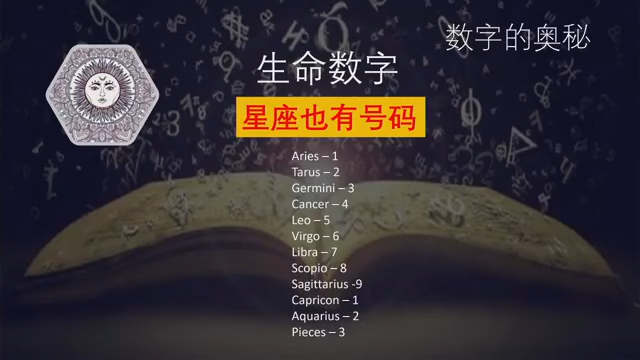 数字的奥秘
生命数字
星座也有号码
Aries – 1
Tarus – 2
Germini – 3
Cancer – 4
Leo – 5
Virgo – 6
Libra – 7
Scopio – 8
Sagittarius -9
Capricon – 1
Aquarius – 2
Pieces – 3